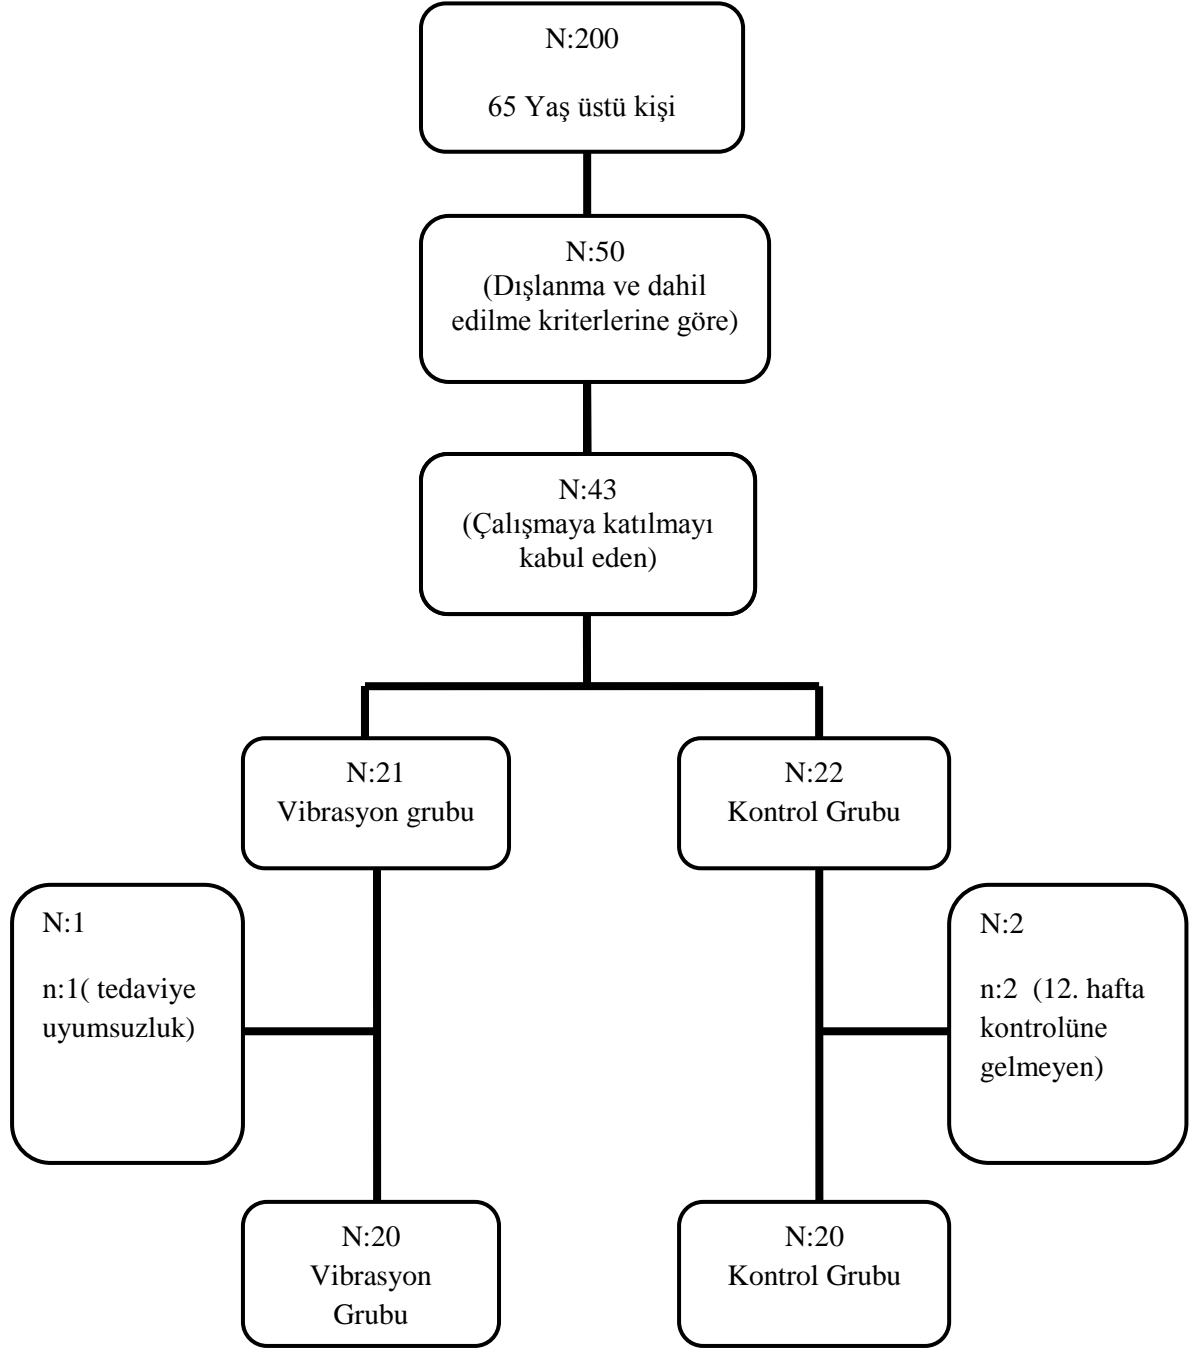 N:200
65 Yaş üstü kişi
N:50
(Dışlanma ve dahil
edilme kriterlerine göre)
N:43
(Çalışmaya katılmayı
kabul eden)
N:21
Vibrasyon grubu
N:22
Kontrol Grubu
N:1
n:1( tedaviye
uyumsuzluk)
N:2
n:2  (12. hafta
kontrolüne
gelmeyen)
N:20
Vibrasyon
Grubu
N:20
Kontrol Grubu